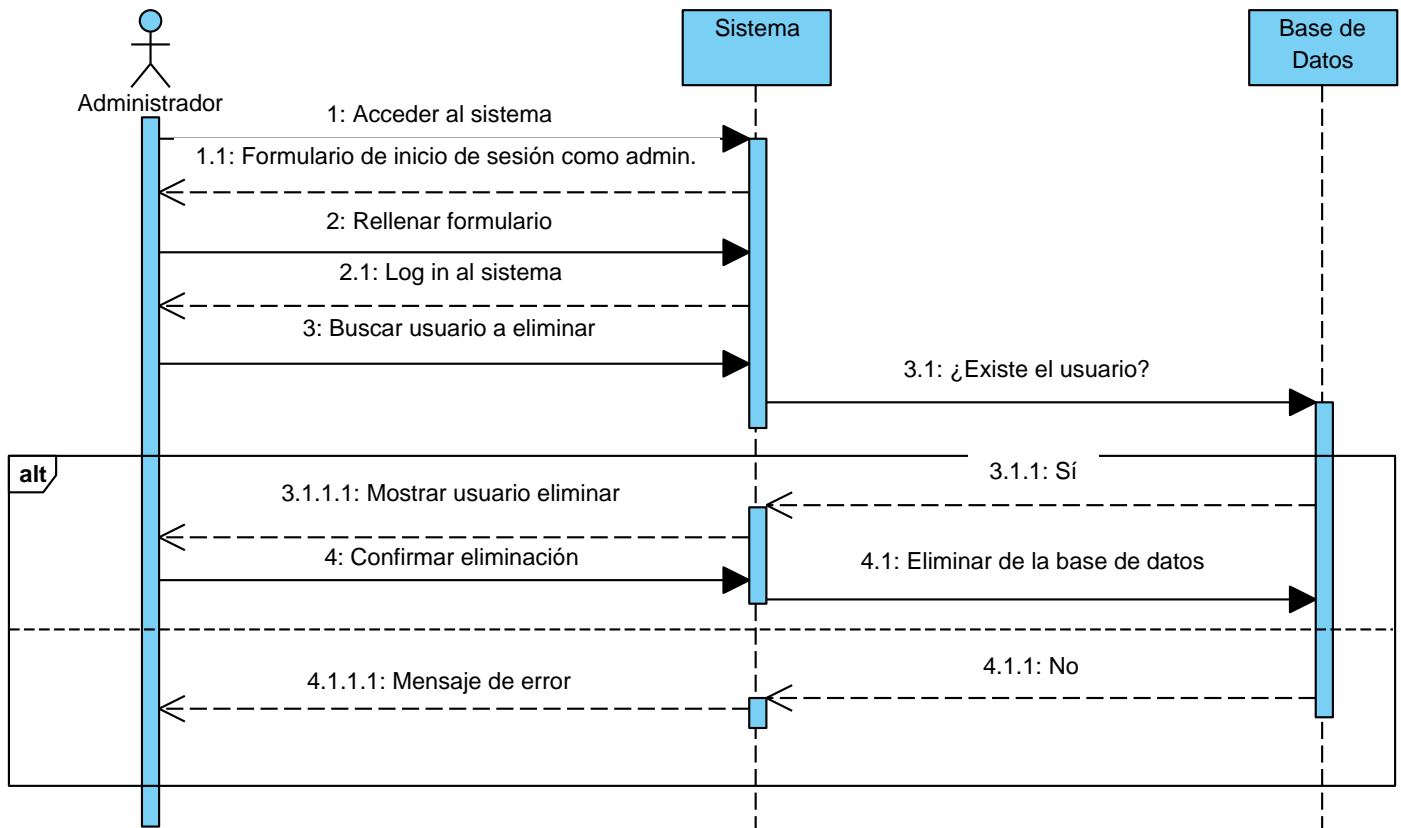 Sistema
Base de
Datos
Administrador
1: Acceder al sistema
1.1: Formulario de inicio de sesión como admin.
2: Rellenar formulario
2.1: Log in al sistema
3: Buscar usuario a eliminar
3.1: ¿Existe el usuario?
alt
3.1.1: Sí
3.1.1.1: Mostrar usuario eliminar
4: Confirmar eliminación
4.1: Eliminar de la base de datos
4.1.1: No
4.1.1.1: Mensaje de error